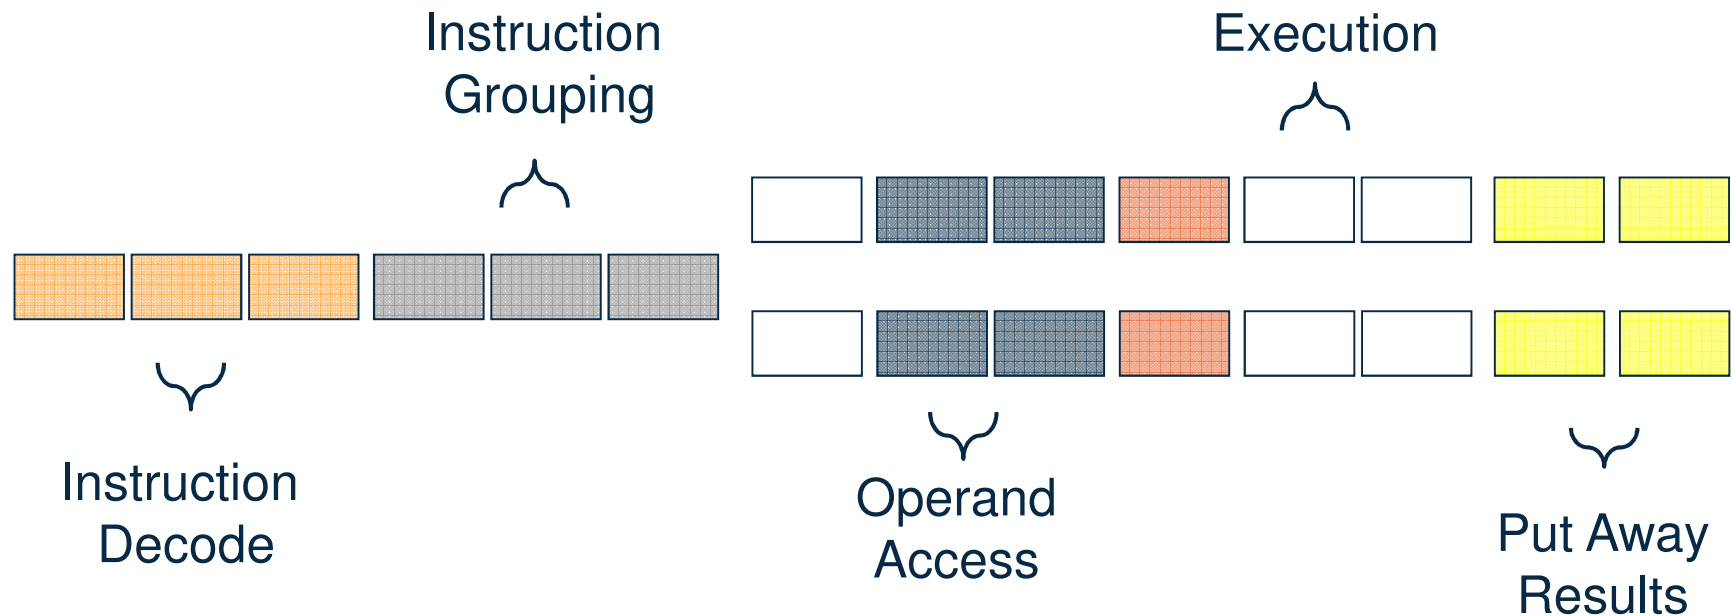 Instruction
Grouping
Execution
Instruction
Decode
Operand
Access
Put Away
Results